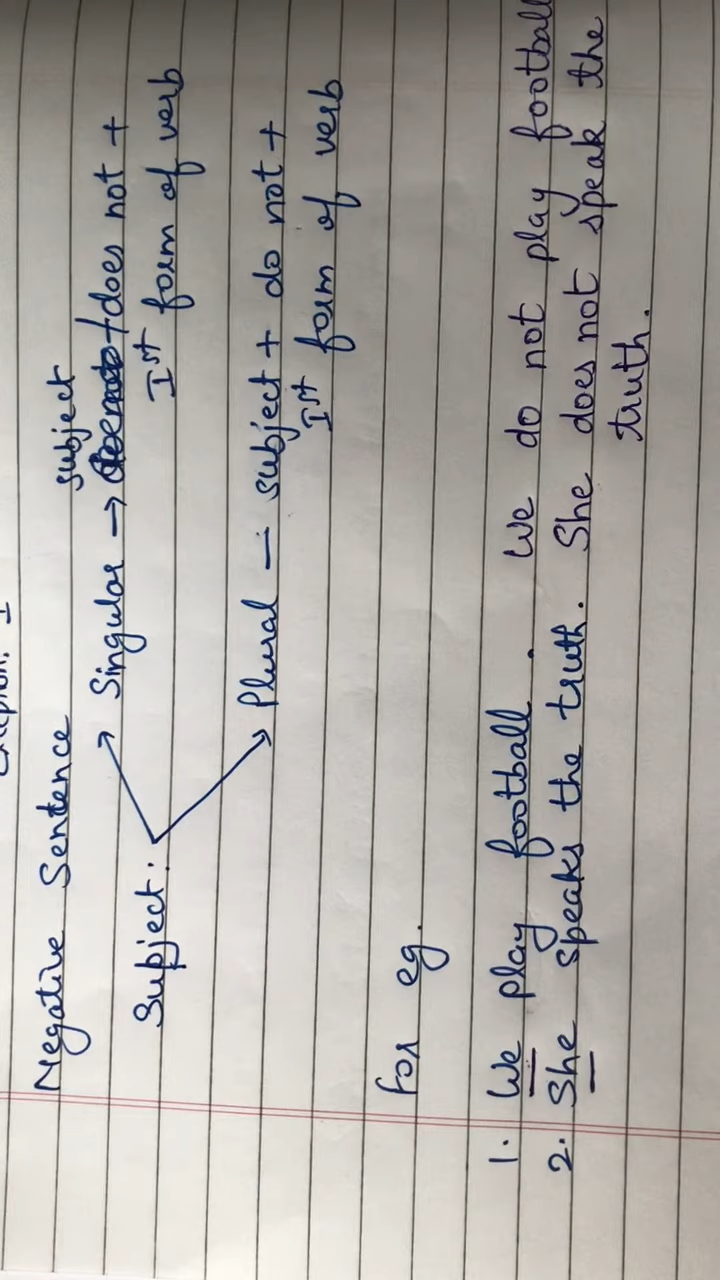 Negative Sentence
subject
Singular → + does not +
Ist form of verb
Subject:
Plural — subject + do not +
Ist form of verb
for eg.
1. We play football. We do not play football
2. She speaks the truth. She does not speak the
truth.